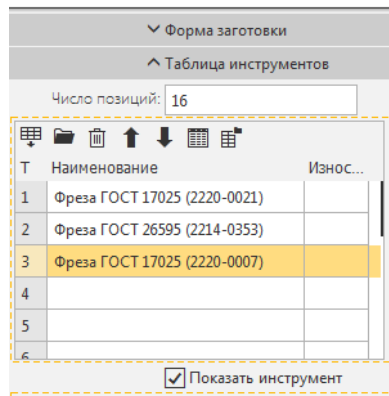 Форма заготовки
Таблица инструментов
Число позиций: 16
Т Наименование Износ...
1 Фреза ГОСТ 17025 (2220-0021)
2 Фреза ГОСТ 26595 (2214-0353)
3 Фреза ГОСТ 17025 (2220-0007)
4
5
6
Показать инструмент